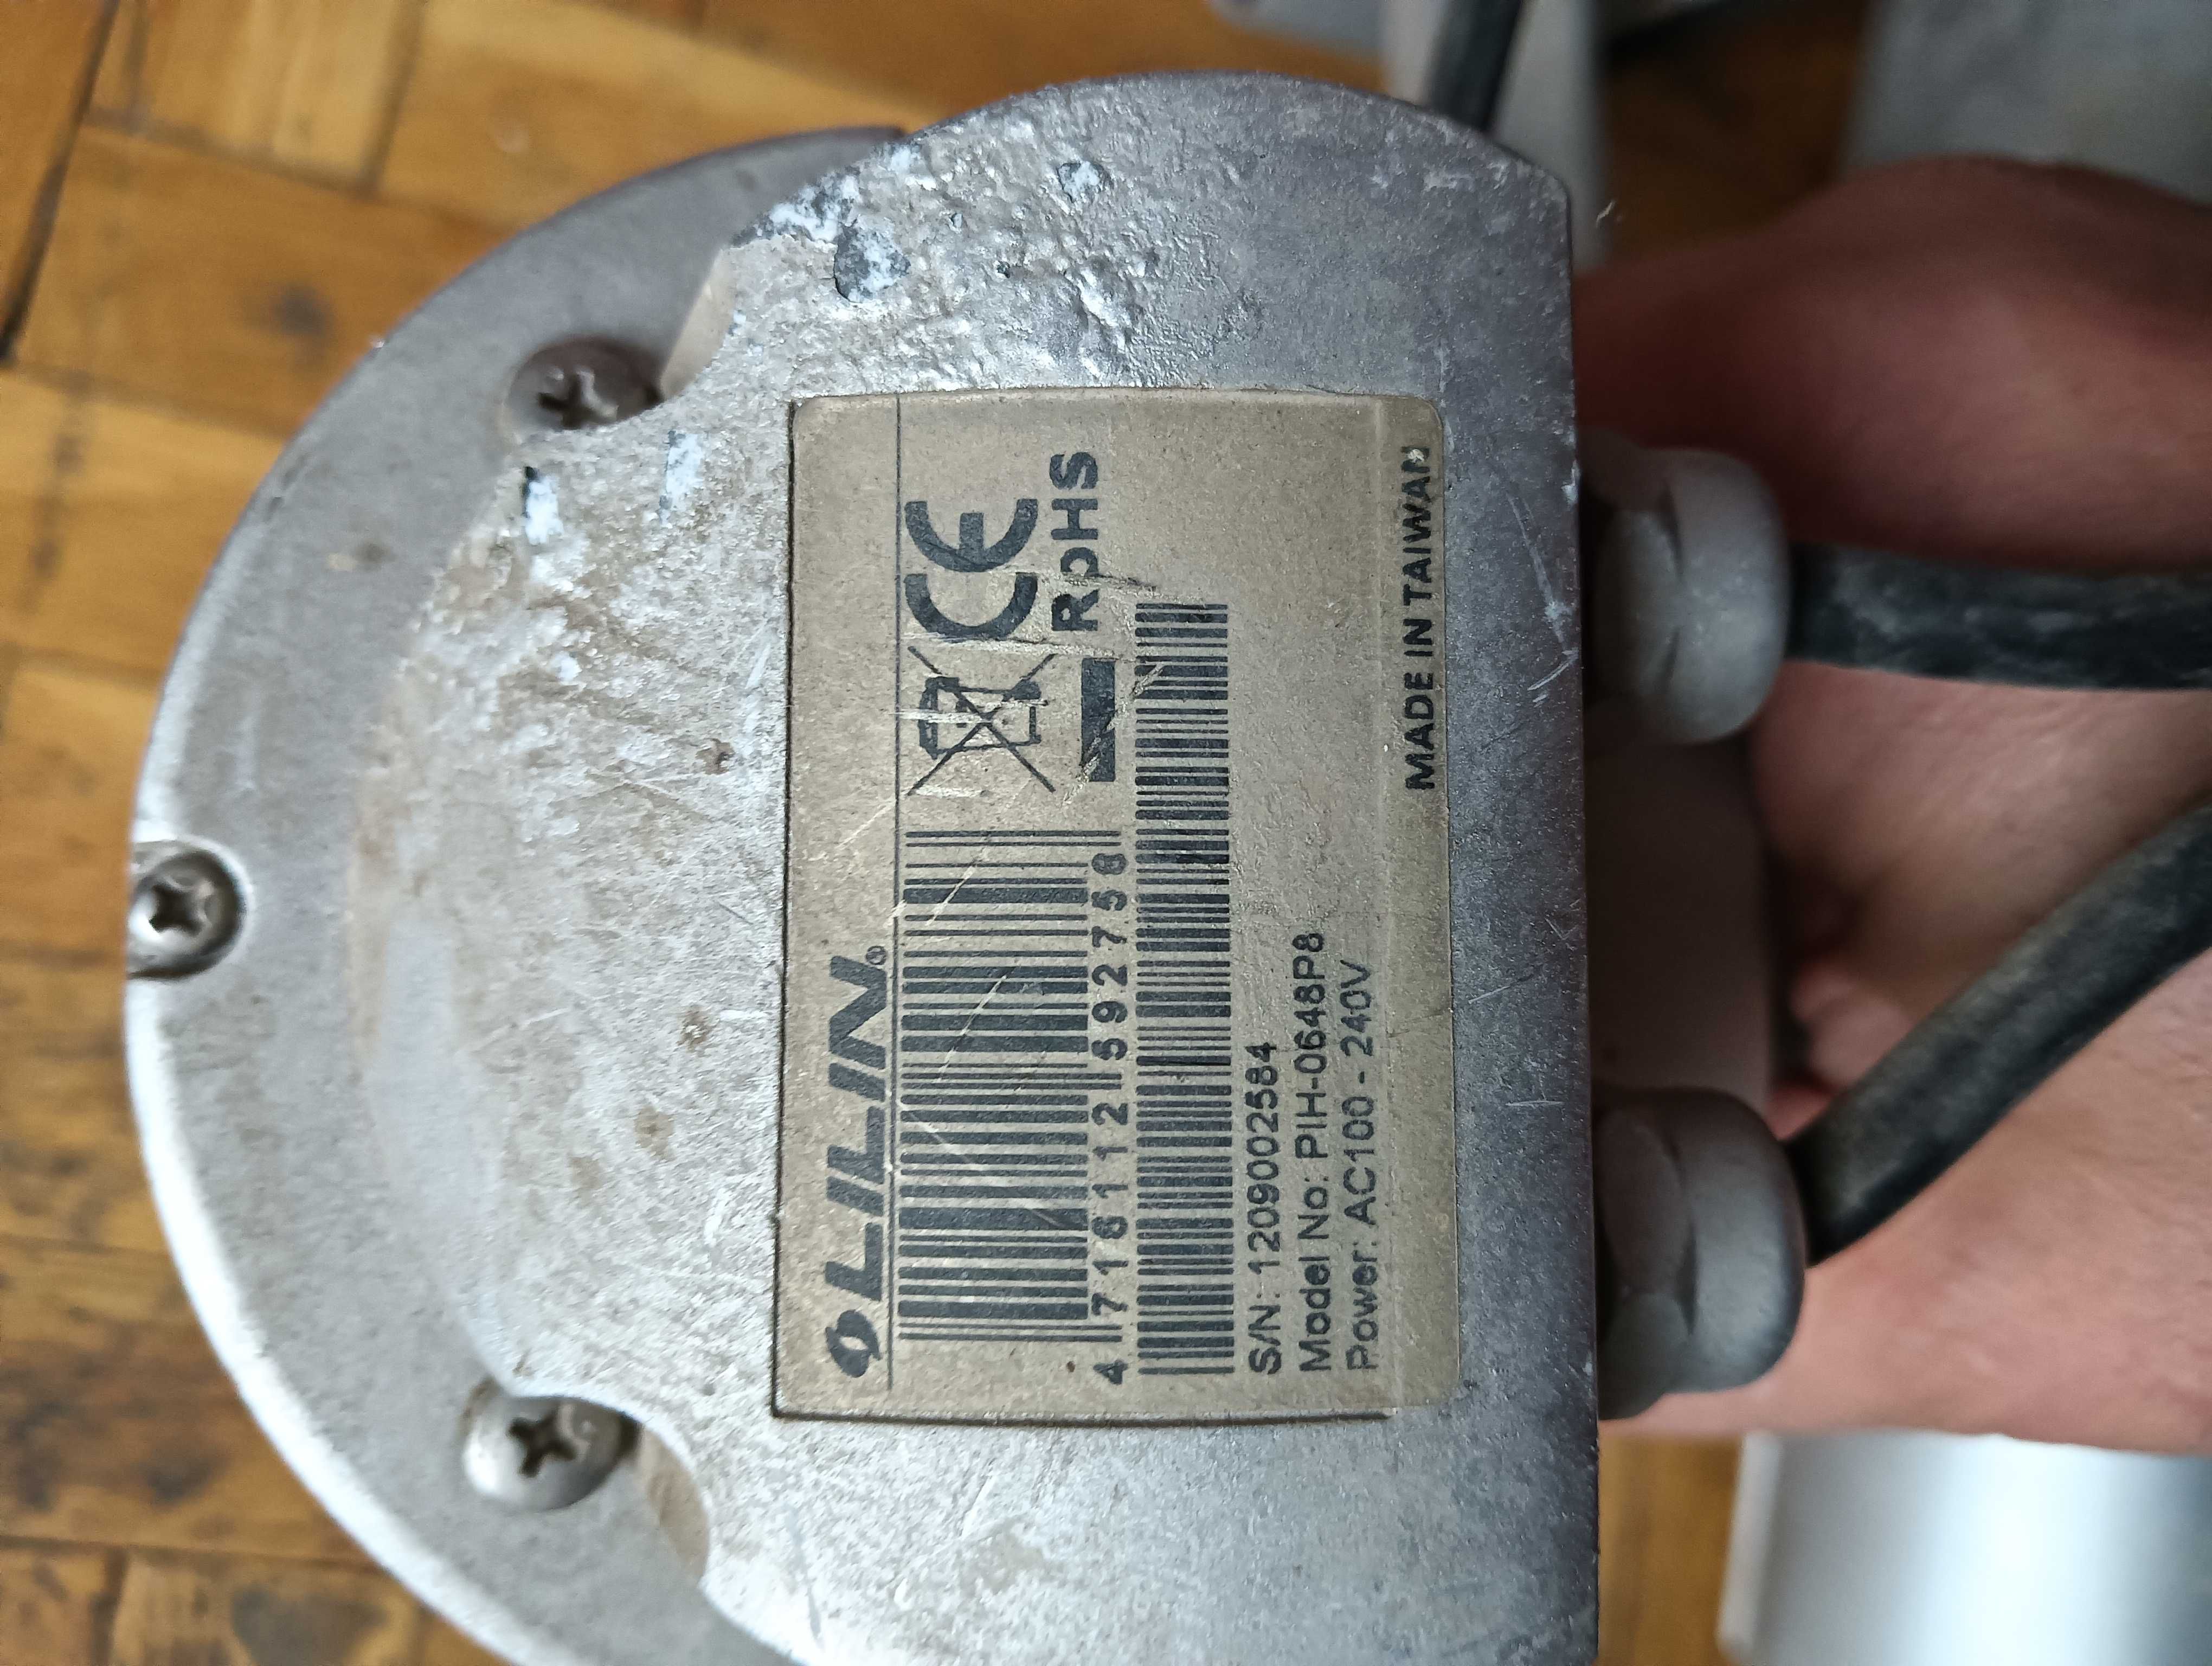 LILIN®
CE
RoHS
4 716112 592758
S/N: 1209002584
Model No: PIH-0648P8
Power: AC100 - 240V
MADE IN TAIWAN